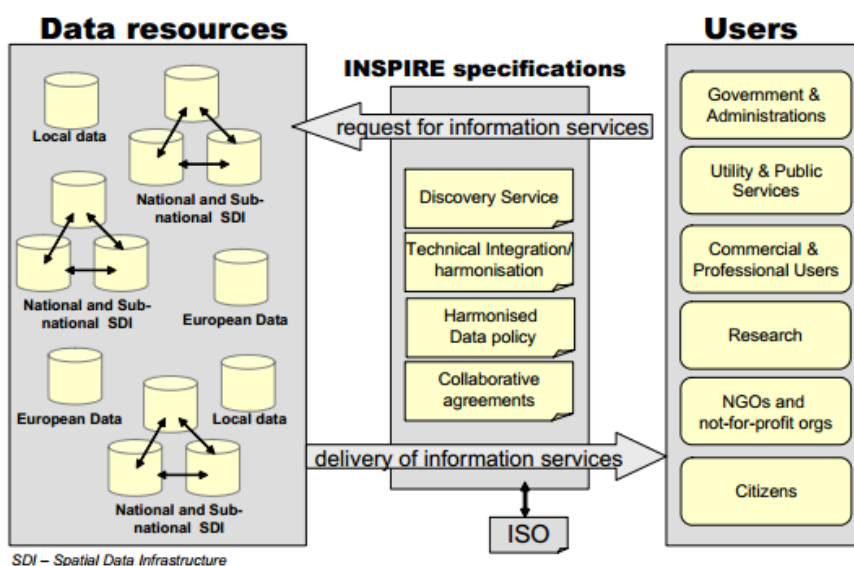 Data resources
Local data
National and Sub-
national SDI
National and Sub-
national SDI
European Data
European Data
Local data
National and Sub-
national SDI
SDI – Spatial Data Infrastructure
INSPIRE specifications
request for information services
Discovery Service
Technical Integration/
harmonisation
Harmonised
Data policy
Collaborative
agreements
delivery of information services
ISO
Users
Government &
Administrations
Utility & Public
Services
Commercial &
Professional Users
Research
NGOs and
not-for-profit orgs
Citizens